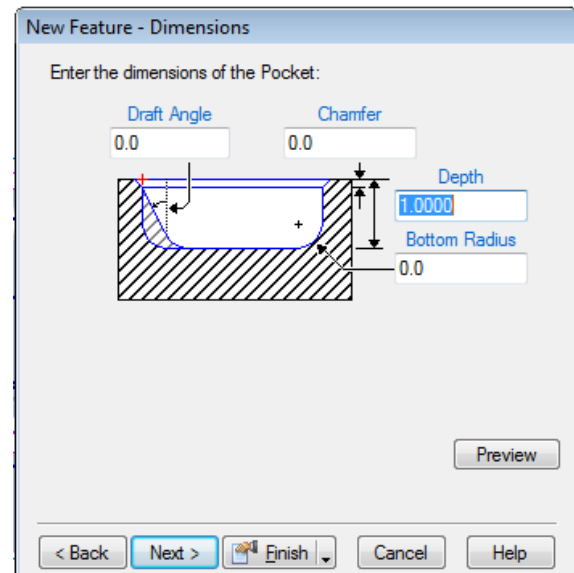 New Feature - Dimensions
Enter the dimensions of the Pocket:
Draft Angle Chamfer
0.0 0.0
Depth
1.0000
Bottom Radius
0.0
Preview
< Back Next > Finish Cancel Help